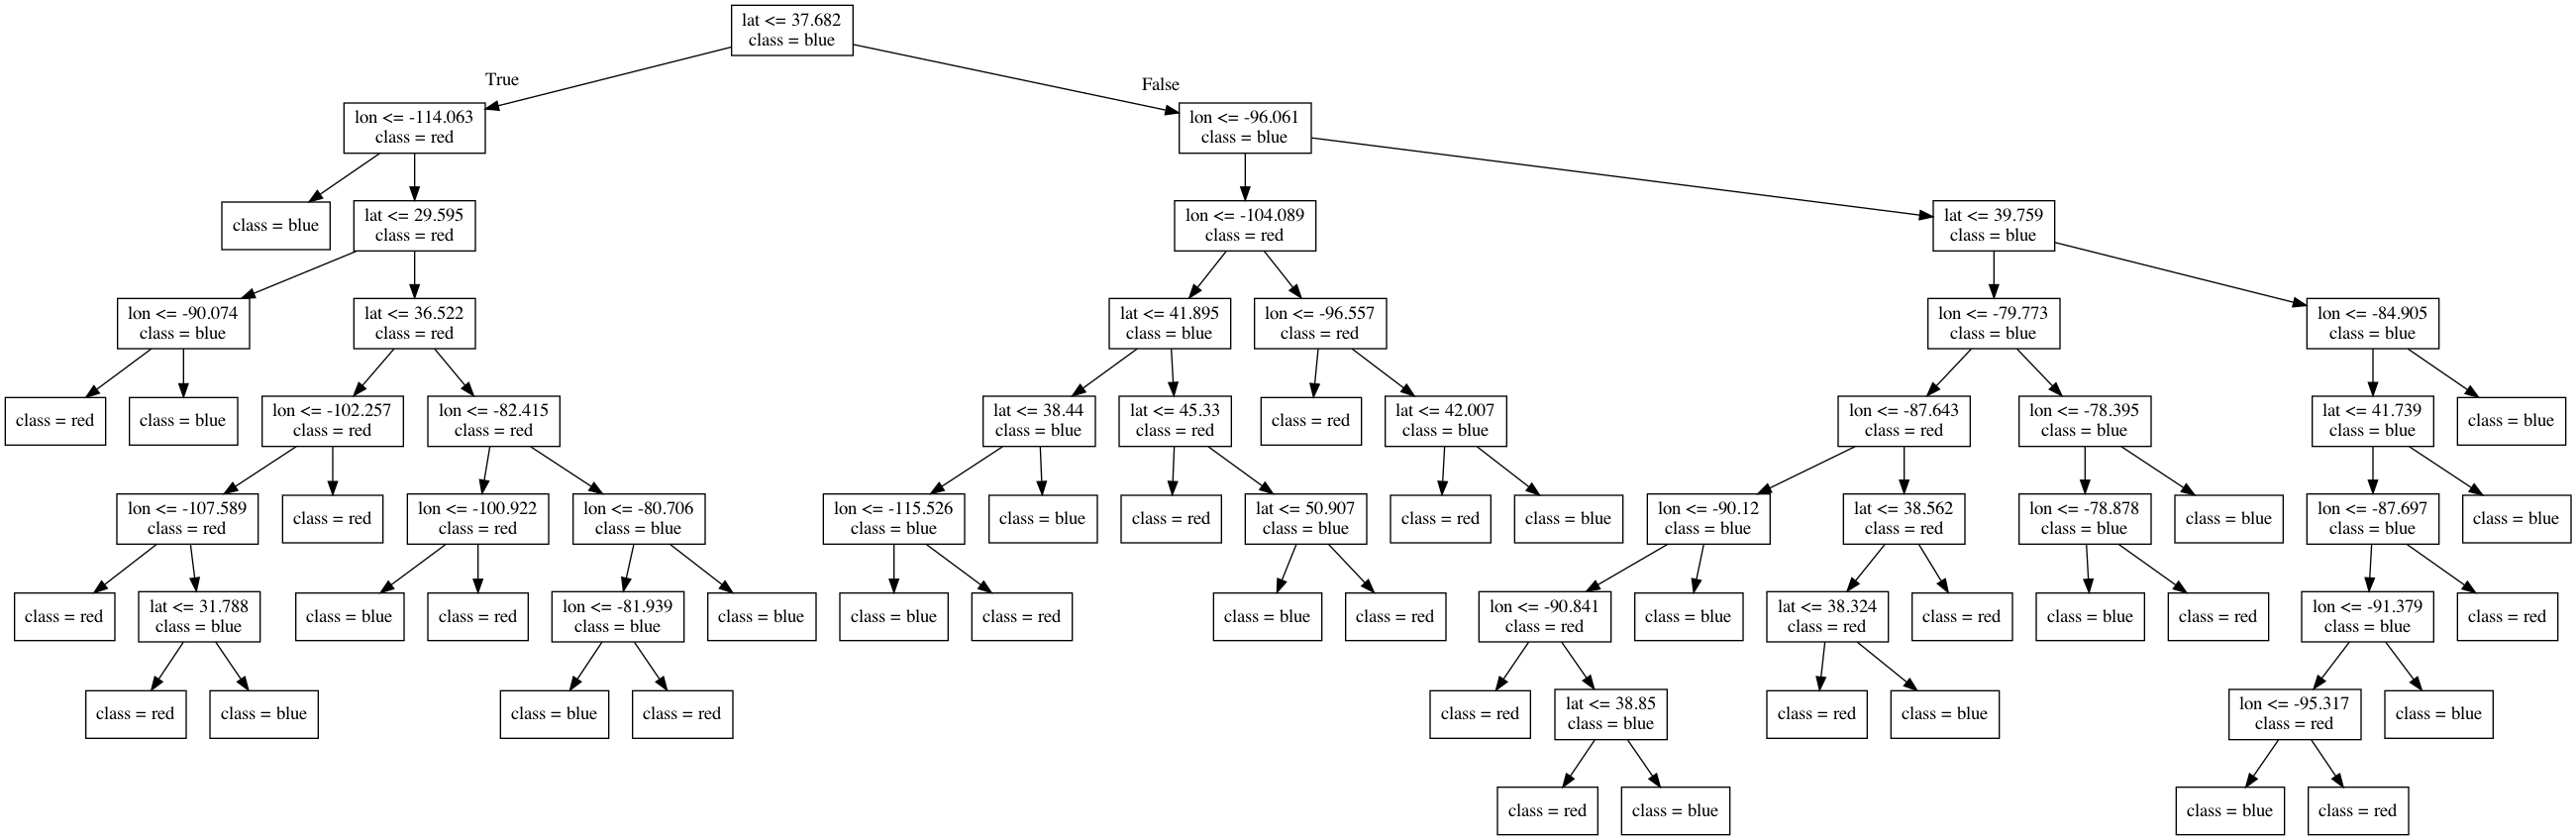 lat <= 37.682
class = blue
True
False
lon <= -114.063
class = red
lon <= -96.061
class = blue
class = blue
lat <= 29.595
class = red
lon <= -104.089
class = red
lat <= 39.759
class = blue
lon <= -90.074
class = blue
lat <= 36.522
class = red
lat <= 41.895
class = blue
lon <= -96.557
class = red
lon <= -79.773
class = blue
lon <= -84.905
class = blue
class = red
class = blue
lon <= -102.257
class = red
lon <= -82.415
class = red
lat <= 38.44
class = blue
lat <= 45.33
class = red
class = red
lat <= 42.007
class = blue
lon <= -87.643
class = red
lon <= -78.395
class = blue
lat <= 41.739
class = blue
class = blue
lon <= -107.589
class = red
class = red
lon <= -100.922
class = red
lon <= -80.706
class = blue
lon <= -115.526
class = blue
class = blue
class = red
lat <= 50.907
class = blue
class = red
class = blue
lon <= -90.12
class = blue
lat <= 38.562
class = red
lon <= -78.878
class = blue
class = blue
lon <= -87.697
class = blue
class = blue
class = red
lat <= 31.788
class = blue
class = blue
class = red
lon <= -81.939
class = blue
class = blue
class = blue
class = red
class = blue
class = red
lon <= -90.841
class = red
class = blue
lat <= 38.324
class = red
class = red
class = blue
class = red
lon <= -91.379
class = blue
class = red
class = red
class = blue
class = blue
class = red
class = red
lat <= 38.85
class = blue
class = red
class = blue
lon <= -95.317
class = red
class = blue
class = red
class = blue
class = blue
class = red